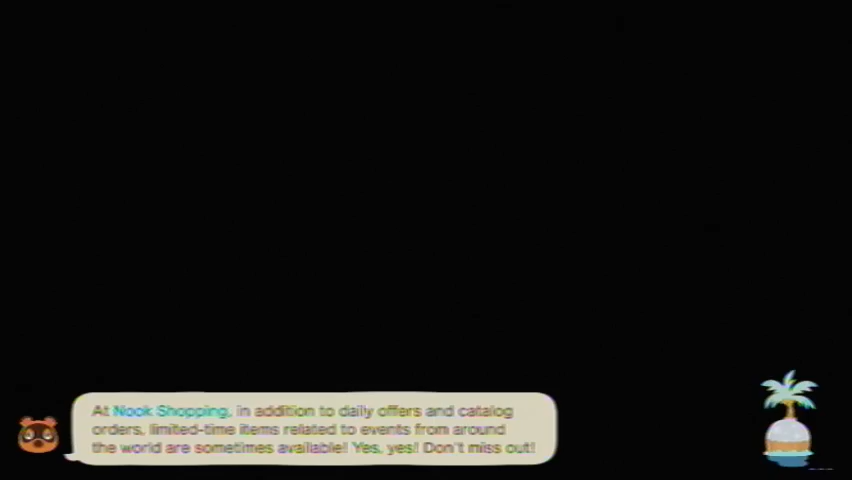 At Nook Shopping, in addition to daily offers and catalog
orders, limited-time items related to events from around
the world are sometimes available! Yes, yes! Don't miss out!